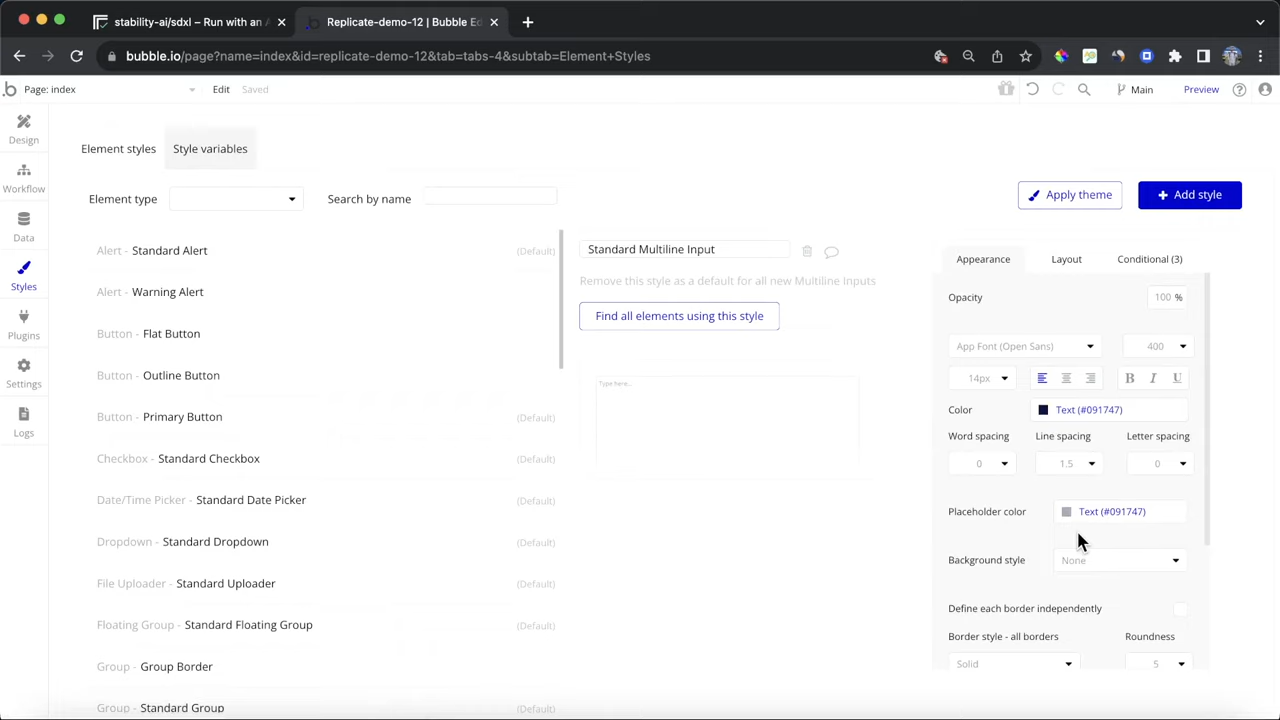 stability-ai/sdxl – Run with an A
Replicate-demo-12 | Bubble Ed
bubble.io/page?name=index&id=replicate-demo-12&tab=tabs-4&subtab=Element+Styles
Page: index
Edit
Saved
Main
Preview
Design
Workflow
Data
Styles
Plugins
Settings
Logs
Element styles
Style variables
Element type
Search by name
Apply theme
+ Add style
Alert - Standard Alert (Default)
Alert - Warning Alert
Button - Flat Button
Button - Outline Button
Button - Primary Button (Default)
Checkbox - Standard Checkbox (Default)
Date/Time Picker - Standard Date Picker (Default)
Dropdown - Standard Dropdown (Default)
File Uploader - Standard Uploader (Default)
Floating Group - Standard Floating Group (Default)
Group - Group Border
Group - Standard Group (Default)
Standard Multiline Input
Remove this style as a default for all new Multiline Inputs
Find all elements using this style
Type here...
Appearance
Layout
Conditional (3)
Opacity
100 %
App Font (Open Sans)
400
14px
B I U
Color
Text (#091747)
Word spacing
Line spacing
Letter spacing
0
1.5
0
Placeholder color
Text (#091747)
Background style
None
Define each border independently
Border style - all borders
Roundness
Solid
5